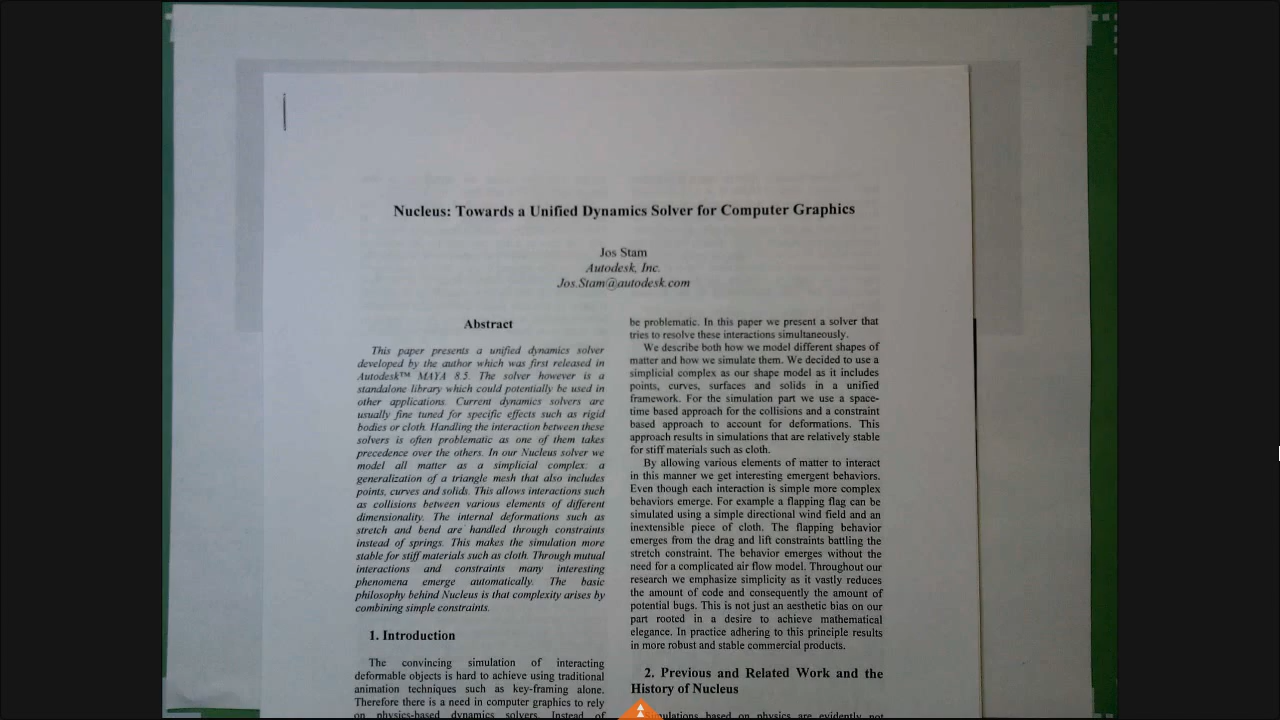 Nucleus: Towards a Unified Dynamics Solver for Computer Graphics
Jos Stam
Autodesk, Inc.
Jos.Stam@autodesk.com
Abstract
This paper presents a unified dynamics solver
developed by the author which was first released in
Autodesk™ MAYA 8.5. The solver however is a
standalone library which could potentially be used in
other applications. Current dynamics solvers are
usually fine tuned for specific effects such as rigid
bodies or cloth. Handling the interaction between these
solvers is often problematic as one of them takes
precedence over the others. In our Nucleus solver we
model all matter as a simplicial complex: a
generalization of a triangle mesh that also includes
points, curves and solids. This allows interactions such
as collisions between various elements of different
dimensionality. The internal deformations such as
stretch and bend are handled through constraints
instead of springs. This makes the simulation more
stable for stiff materials such as cloth. Through mutual
interactions and constraints many interesting
phenomena emerge automatically. The basic
philosophy behind Nucleus is that complexity arises by
combining simple constraints.
1. Introduction
The convincing simulation of interacting
deformable objects is hard to achieve using traditional
animation techniques such as key-framing alone.
Therefore there is a need in computer graphics to rely
on physics-based dynamics solvers. Instead of
be problematic. In this paper we present a solver that
tries to resolve these interactions simultaneously.
We describe both how we model different shapes of
matter and how we simulate them. We decided to use a
simplicial complex as our shape model as it includes
points, curves, surfaces and solids in a unified
framework. For the simulation part we use a space-
time based approach for the collisions and a constraint
based approach to account for deformations. This
approach results in simulations that are relatively stable
for stiff materials such as cloth.
By allowing various elements of matter to interact
in this manner we get interesting emergent behaviors.
Even though each interaction is simple more complex
behaviors emerge. For example a flapping flag can be
simulated using a simple directional wind field and an
inextensible piece of cloth. The flapping behavior
emerges from the drag and lift constraints battling the
stretch constraint. The behavior emerges without the
need for a complicated air flow model. Throughout our
research we emphasize simplicity as it vastly reduces
the amount of code and consequently the amount of
potential bugs. This is not just an aesthetic bias on our
part rooted in a desire to achieve mathematical
elegance. In practice adhering to this principle results
in more robust and stable commercial products.
2. Previous and Related Work and the
History of Nucleus
Simulations based on physics are evidently not